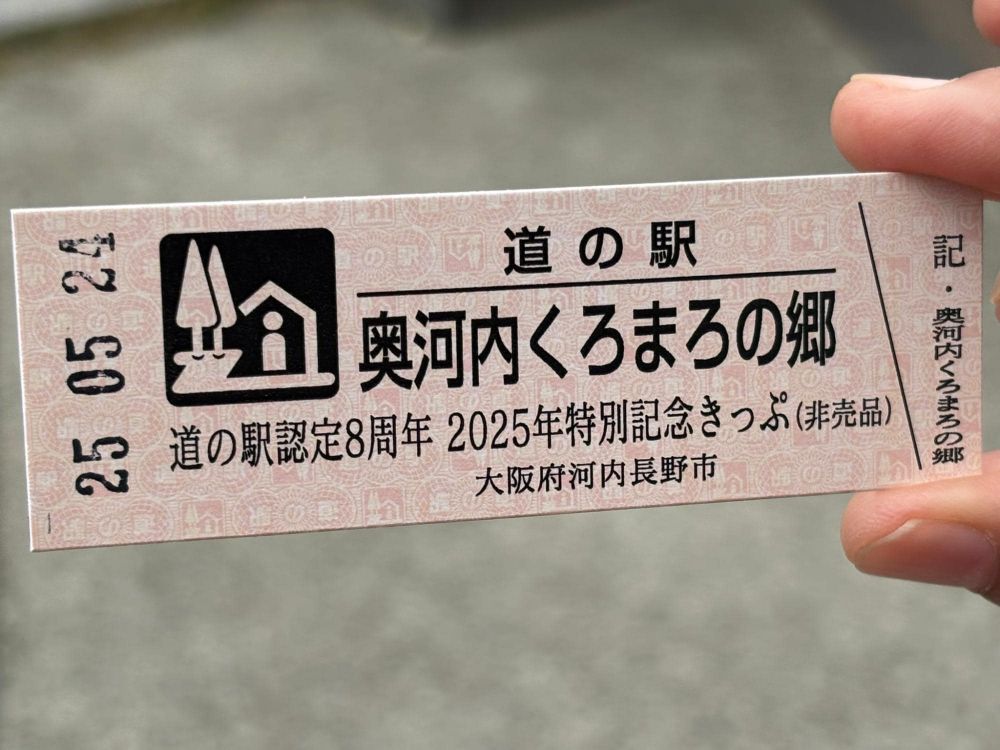 25 05 24
道の駅
奥河内くろまろの郷
道の駅認定8周年 2025年特別記念きっぷ(非売品)
大阪府河内長野市
記・奥河内くろまろの郷